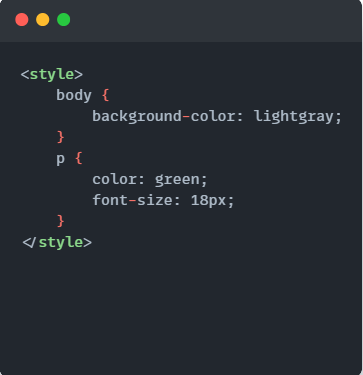 <style>
    body {
        background-color: lightgray;
    }
    p {
        color: green;
        font-size: 18px;
    }
</style>